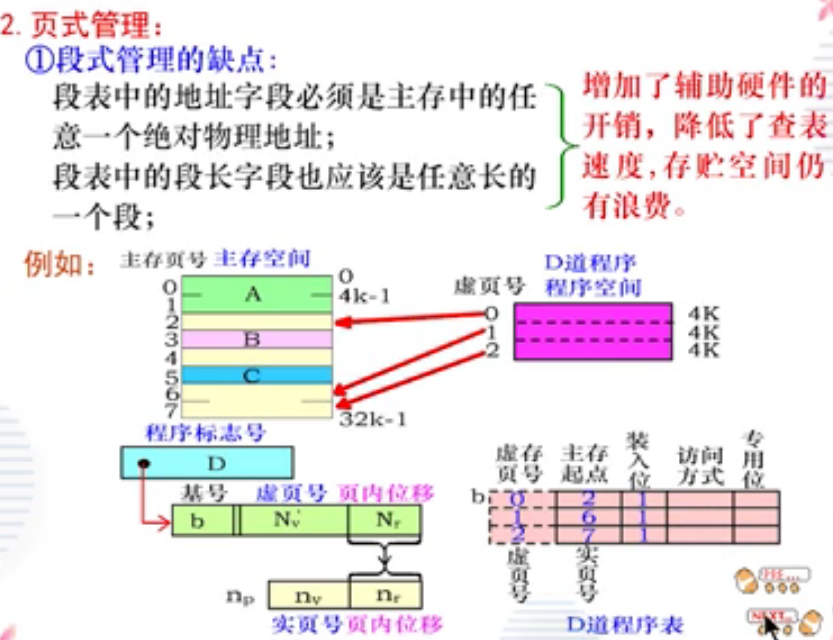 2. 页式管理：
①段式管理的缺点:
段表中的地址字段必须是主存中的任
意一个绝对物理地址；
段表中的段长字段也应该是任意长的
一个段；
增加了辅助硬件的
开销，降低了查表
速度,存贮空间仍
有浪费。
例如：
主存页号 主存空间
0
1
2
3
4
5
6
7
A
B
C
0
4k-1
32k-1
D道程序
虚页号 程序空间
0
1
2
4K
4K
4K
程序标志号
D
基号 虚页号 页内位移
b Nv Nr
np nv nr
实页号 页内位移
虚存页号 主存起点 装入位 访问方式 专用位
b
0 2 1
1 6 1
2 7 1
虚页号 实页号
D道程序表
PRE...
NEXT...